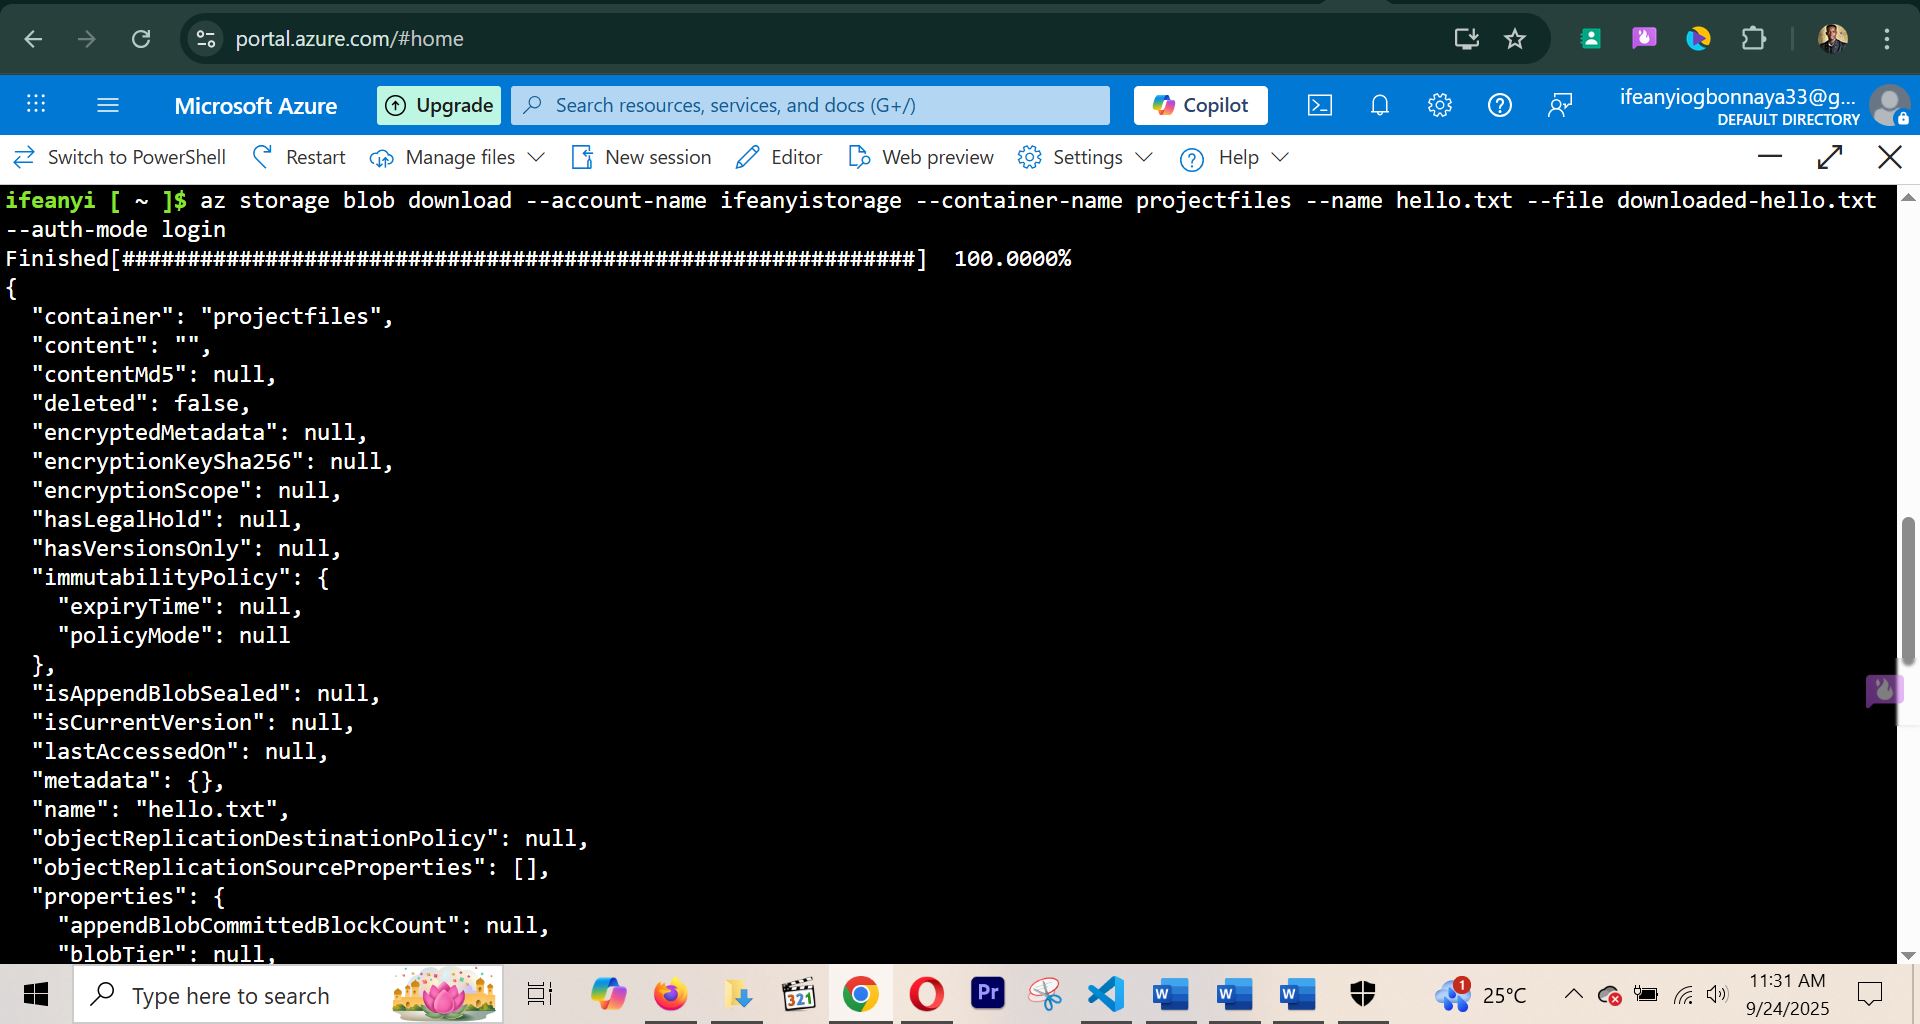 portal.azure.com/#home
Microsoft Azure
Upgrade
Search resources, services, and docs (G+/)
Copilot
ifeanyiogbonnaya33@g...
DEFAULT DIRECTORY
Switch to PowerShell
Restart
Manage files
New session
Editor
Web preview
Settings
Help
ifeanyi [ ~ ]$ az storage blob download --account-name ifeanyistorage --container-name projectfiles --name hello.txt --file downloaded-hello.txt
--auth-mode login
Finished[#############################################################]  100.0000%
{
  "container": "projectfiles",
  "content": "",
  "contentMd5": null,
  "deleted": false,
  "encryptedMetadata": null,
  "encryptionKeySha256": null,
  "encryptionScope": null,
  "hasLegalHold": null,
  "hasVersionsOnly": null,
  "immutabilityPolicy": {
    "expiryTime": null,
    "policyMode": null
  },
  "isAppendBlobSealed": null,
  "isCurrentVersion": null,
  "lastAccessedOn": null,
  "metadata": {},
  "name": "hello.txt",
  "objectReplicationDestinationPolicy": null,
  "objectReplicationSourceProperties": [],
  "properties": {
    "appendBlobCommittedBlockCount": null,
    "blobTier": null,
Type here to search
321
Pr
W
W
W
1
25°C
11:31 AM
9/24/2025